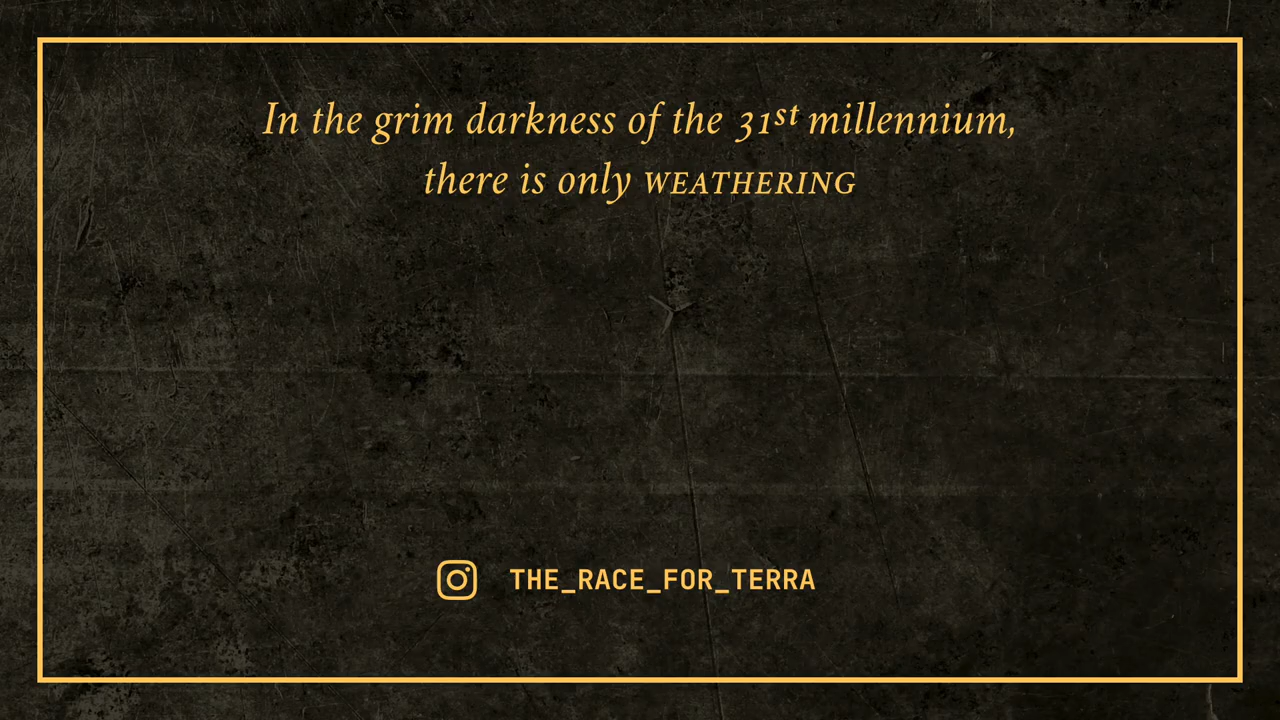 In the grim darkness of the 31st millennium,
there is only WEATHERING
THE_RACE_FOR_TERRA